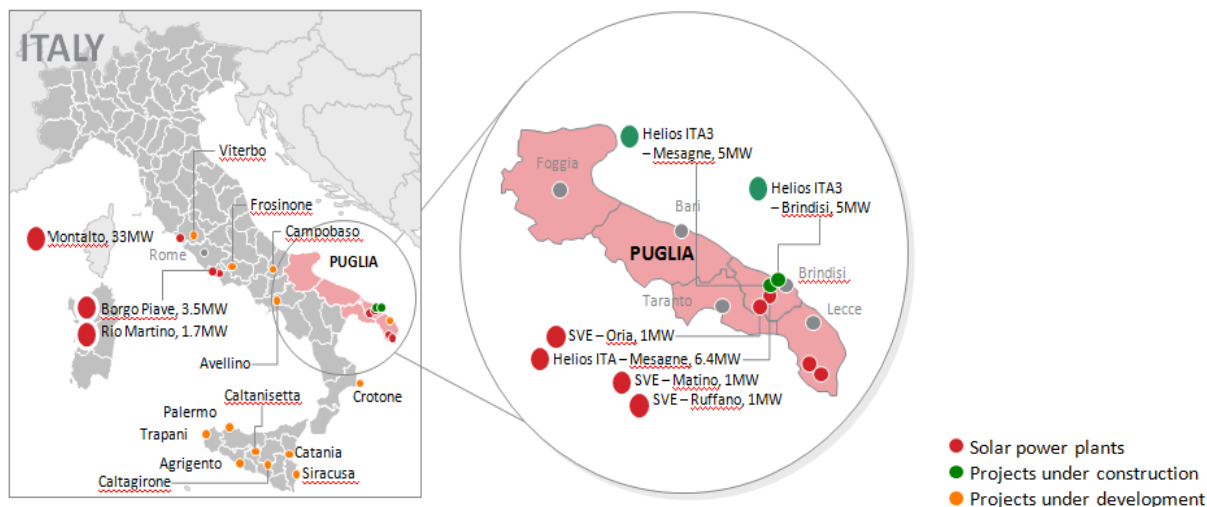 ITALY
Viterbo
Frosinone
Campobaso
Montalto, 33MW
Rome
PUGLIA
Borgo Piave, 3.5MW
Rio Martino, 1.7MW
Avellino
Caltanisetta
Crotone
Palermo
Trapani
Catania
Agrigento
Siracusa
Caltagirone
Helios ITA3
– Mesagne, 5MW
Foggia
Helios ITA3
– Brindisi, 5MW
Bari
PUGLIA
Brindisi
Taranto
Lecce
SVE – Oria, 1MW
Helios ITA – Mesagne, 6.4MW
SVE – Matino, 1MW
SVE – Ruffano, 1MW
Solar power plants
Projects under construction
Projects under development